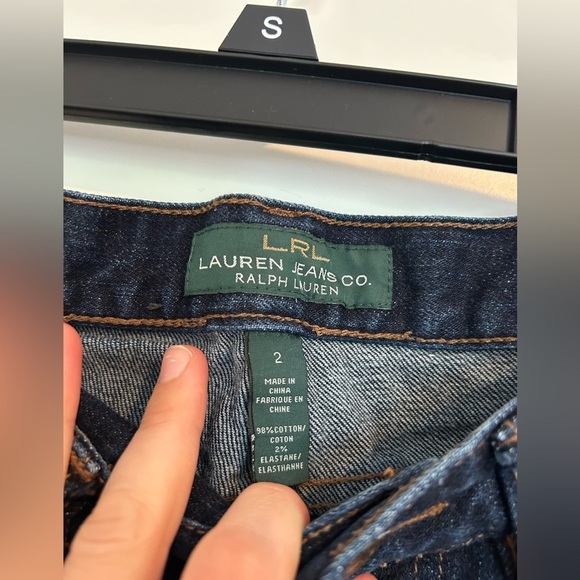 S
LRL
LAUREN JEANS CO.
RALPH LAUREN
2
MADE IN
CHINA
FABRIQUE EN
CHINE
98% COTTON/
COTON
2%
ELASTANE/
ELASTHANNE